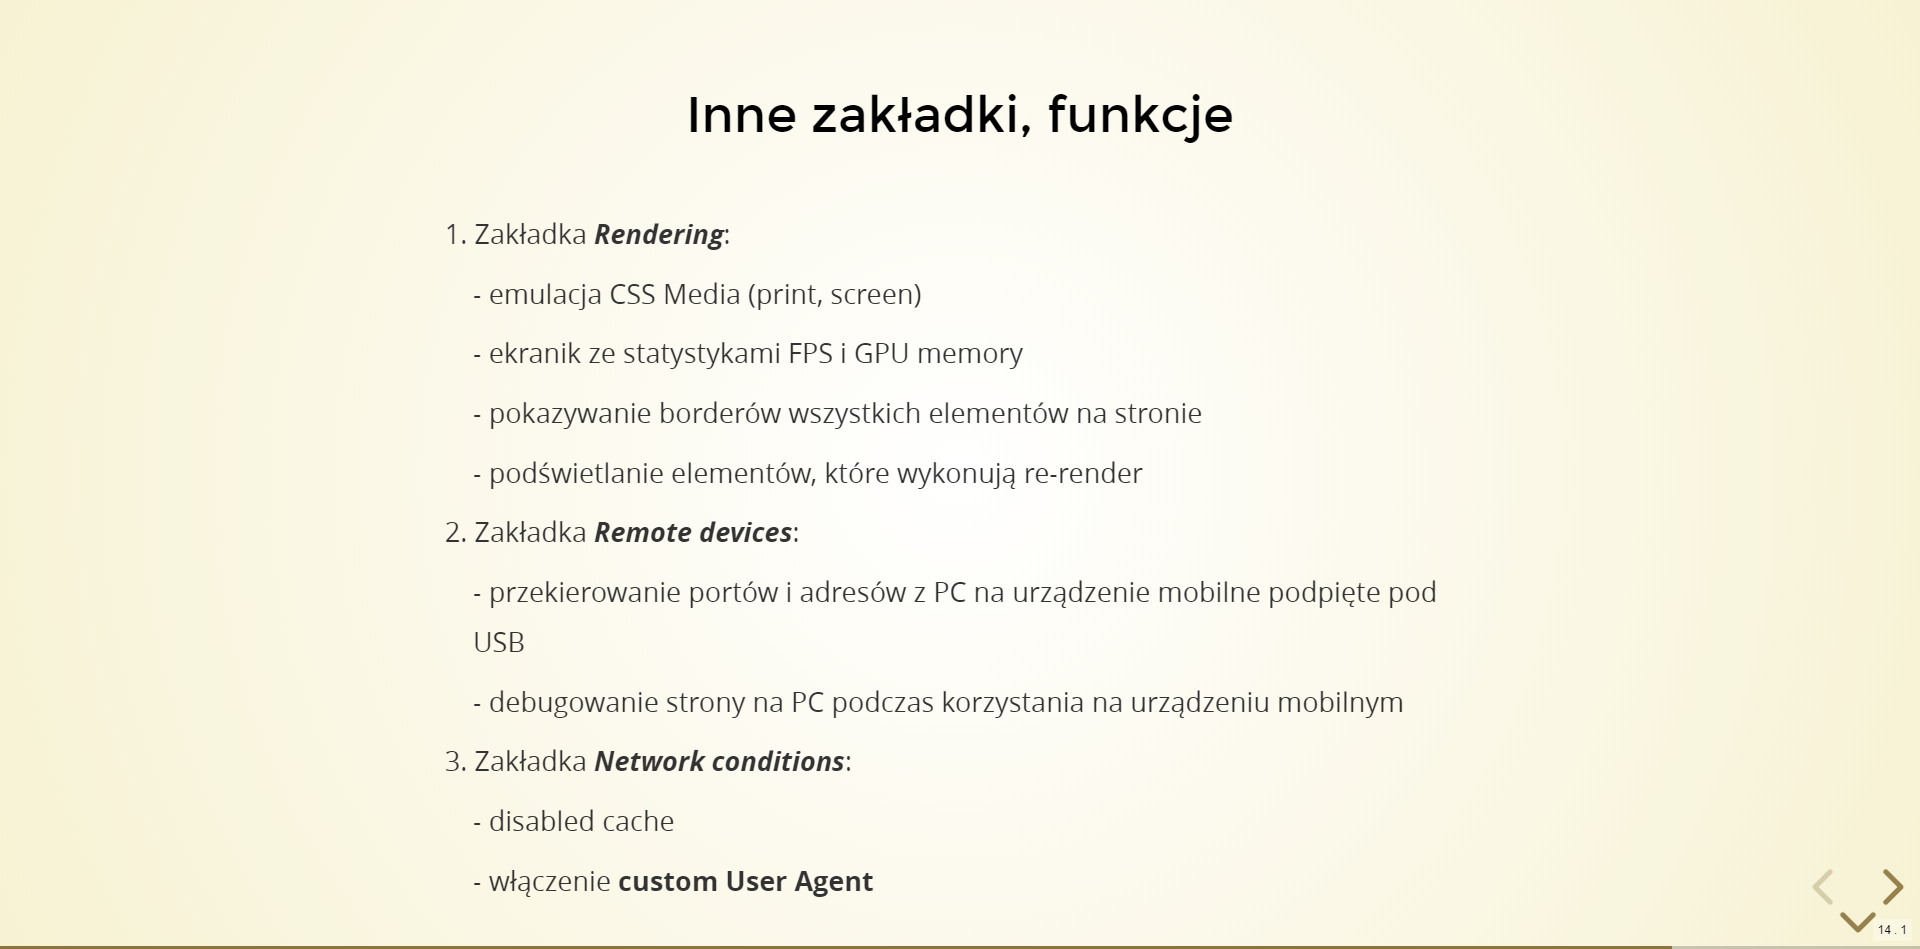 Inne zakładki, funkcje
1. Zakładka Rendering:
- emulacja CSS Media (print, screen)
- ekranik ze statystykami FPS i GPU memory
- pokazywanie borderów wszystkich elementów na stronie
- podświetlanie elementów, które wykonują re-render
2. Zakładka Remote devices:
- przekierowanie portów i adresów z PC na urządzenie mobilne podpięte pod
USB
- debugowanie strony na PC podczas korzystania na urządzeniu mobilnym
3. Zakładka Network conditions:
- disabled cache
- włączenie custom User Agent
14 . 1